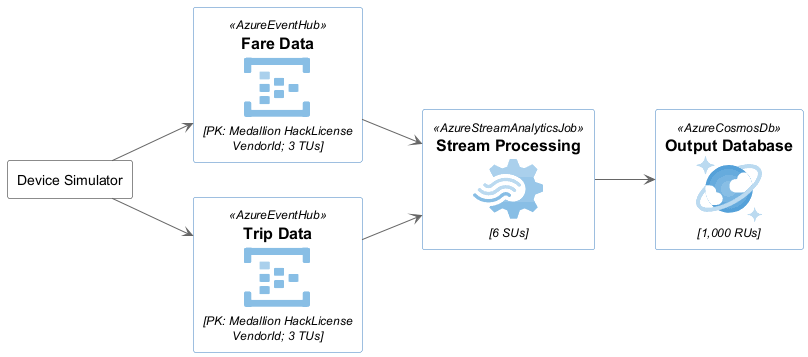 Device Simulator
«AzureEventHub»
Fare Data
[PK: Medallion HackLicense
VendorId; 3 TUs]
«AzureEventHub»
Trip Data
[PK: Medallion HackLicense
VendorId; 3 TUs]
«AzureStreamAnalyticsJob»
Stream Processing
[6 SUs]
«AzureCosmosDb»
Output Database
[1,000 RUs]